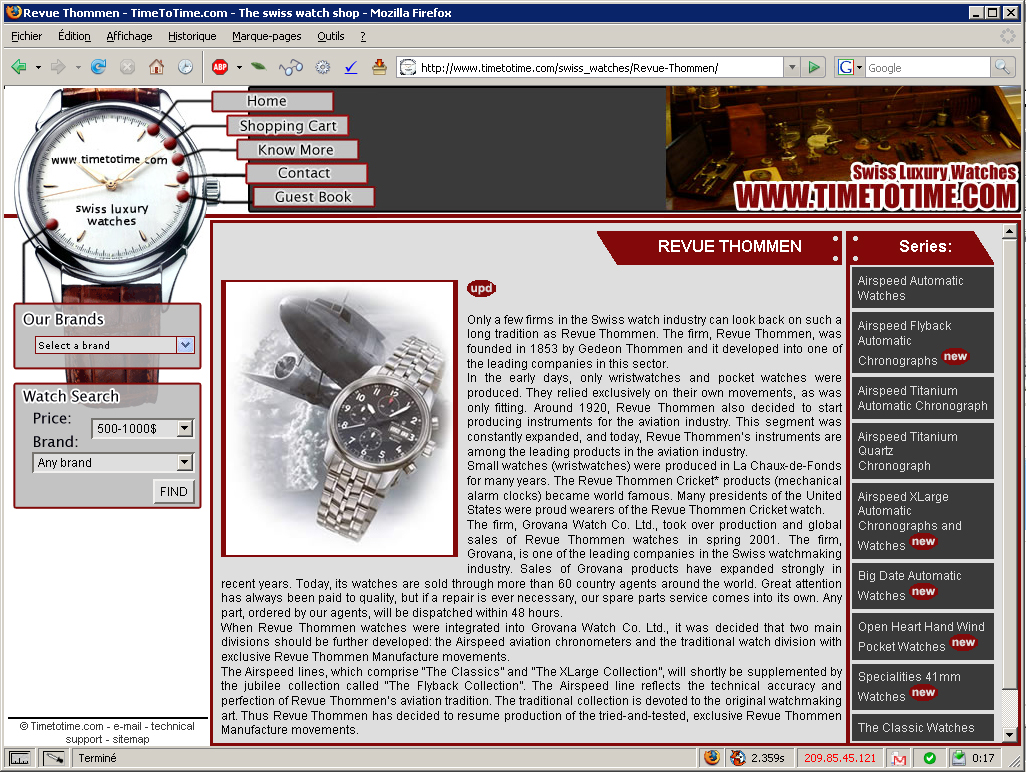 Revue Thommen - TimeToTime.com - The swiss watch shop - Mozilla Firefox
Fichier Édition Affichage Historique Marque-pages Outils ?
ABP http://www.timetotime.com/swiss_watches/Revue-Thommen/ G Google
Home
Shopping Cart
Know More
Contact
Guest Book
www timetotime com
swiss luxury
watches
Swiss Luxury Watches
WWW.TIMETOTIME.COM
Our Brands
Select a brand
Watch Search
Price:
500-1000$
Brand:
Any brand
FIND
© Timetotime.com - e-mail - technical
support - sitemap
REVUE THOMMEN
upd
Only a few firms in the Swiss watch industry can look back on such a
long tradition as Revue Thommen. The firm, Revue Thommen, was
founded in 1853 by Gedeon Thommen and it developed into one of
the leading companies in this sector.
In the early days, only wristwatches and pocket watches were
produced. They relied exclusively on their own movements, as was
only fitting. Around 1920, Revue Thommen also decided to start
producing instruments for the aviation industry. This segment was
constantly expanded, and today, Revue Thommen's instruments are
among the leading products in the aviation industry.
Small watches (wristwatches) were produced in La Chaux-de-Fonds
for many years. The Revue Thommen Cricket* products (mechanical
alarm clocks) became world famous. Many presidents of the United
States were proud wearers of the Revue Thommen Cricket watch.
The firm, Grovana Watch Co. Ltd., took over production and global
sales of Revue Thommen watches in spring 2001. The firm,
Grovana, is one of the leading companies in the Swiss watchmaking
industry. Sales of Grovana products have expanded strongly in
recent years. Today, its watches are sold through more than 60 country agents around the world. Great attention
has always been paid to quality, but if a repair is ever necessary, our spare parts service comes into its own. Any
part, ordered by our agents, will be dispatched within 48 hours.
When Revue Thommen watches were integrated into Grovana Watch Co. Ltd., it was decided that two main
divisions should be further developed: the Airspeed aviation chronometers and the traditional watch division with
exclusive Revue Thommen Manufacture movements.
The Airspeed lines, which comprise "The Classics" and "The XLarge Collection", will shortly be supplemented by
the jubilee collection called "The Flyback Collection". The Airspeed line reflects the technical accuracy and
perfection of Revue Thommen's aviation tradition. The traditional collection is devoted to the original watchmaking
art. Thus Revue Thommen has decided to resume production of the tried-and-tested, exclusive Revue Thommen
Manufacture movements.
Series:
Airspeed Automatic
Watches
Airspeed Flyback
Automatic
Chronographs new
Airspeed Titanium
Automatic Chronograph
Airspeed Titanium
Quartz
Chronograph
Airspeed XLarge
Automatic
Chronographs and
Watches new
Big Date Automatic
Watches new
Open Heart Hand Wind
Pocket Watches new
Specialities 41mm
Watches new
The Classic Watches
Terminé 2.359s 209.85.45.121 0:17